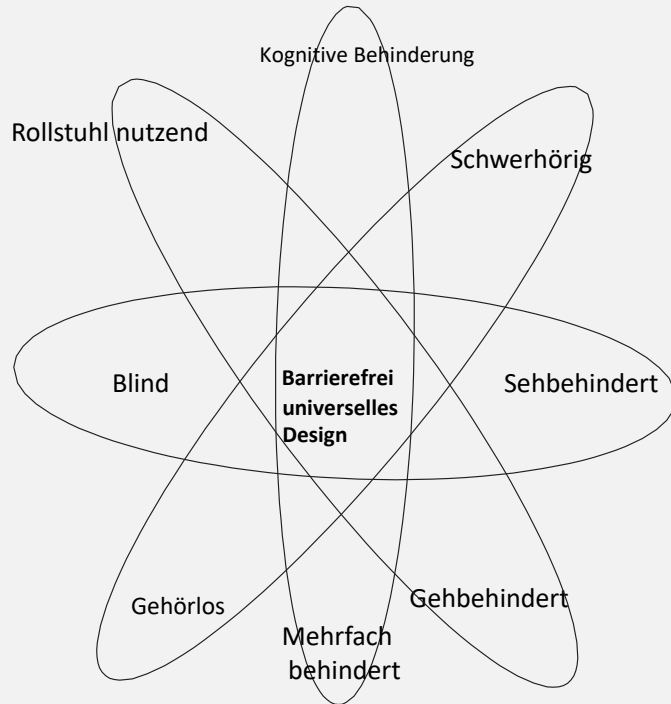 Kognitive Behinderung
Rollstuhl nutzend
Schwerhörig
Blind
Barrierefrei
universelles
Design
Sehbehindert
Gehörlos
Gehbehindert
Mehrfach
behindert